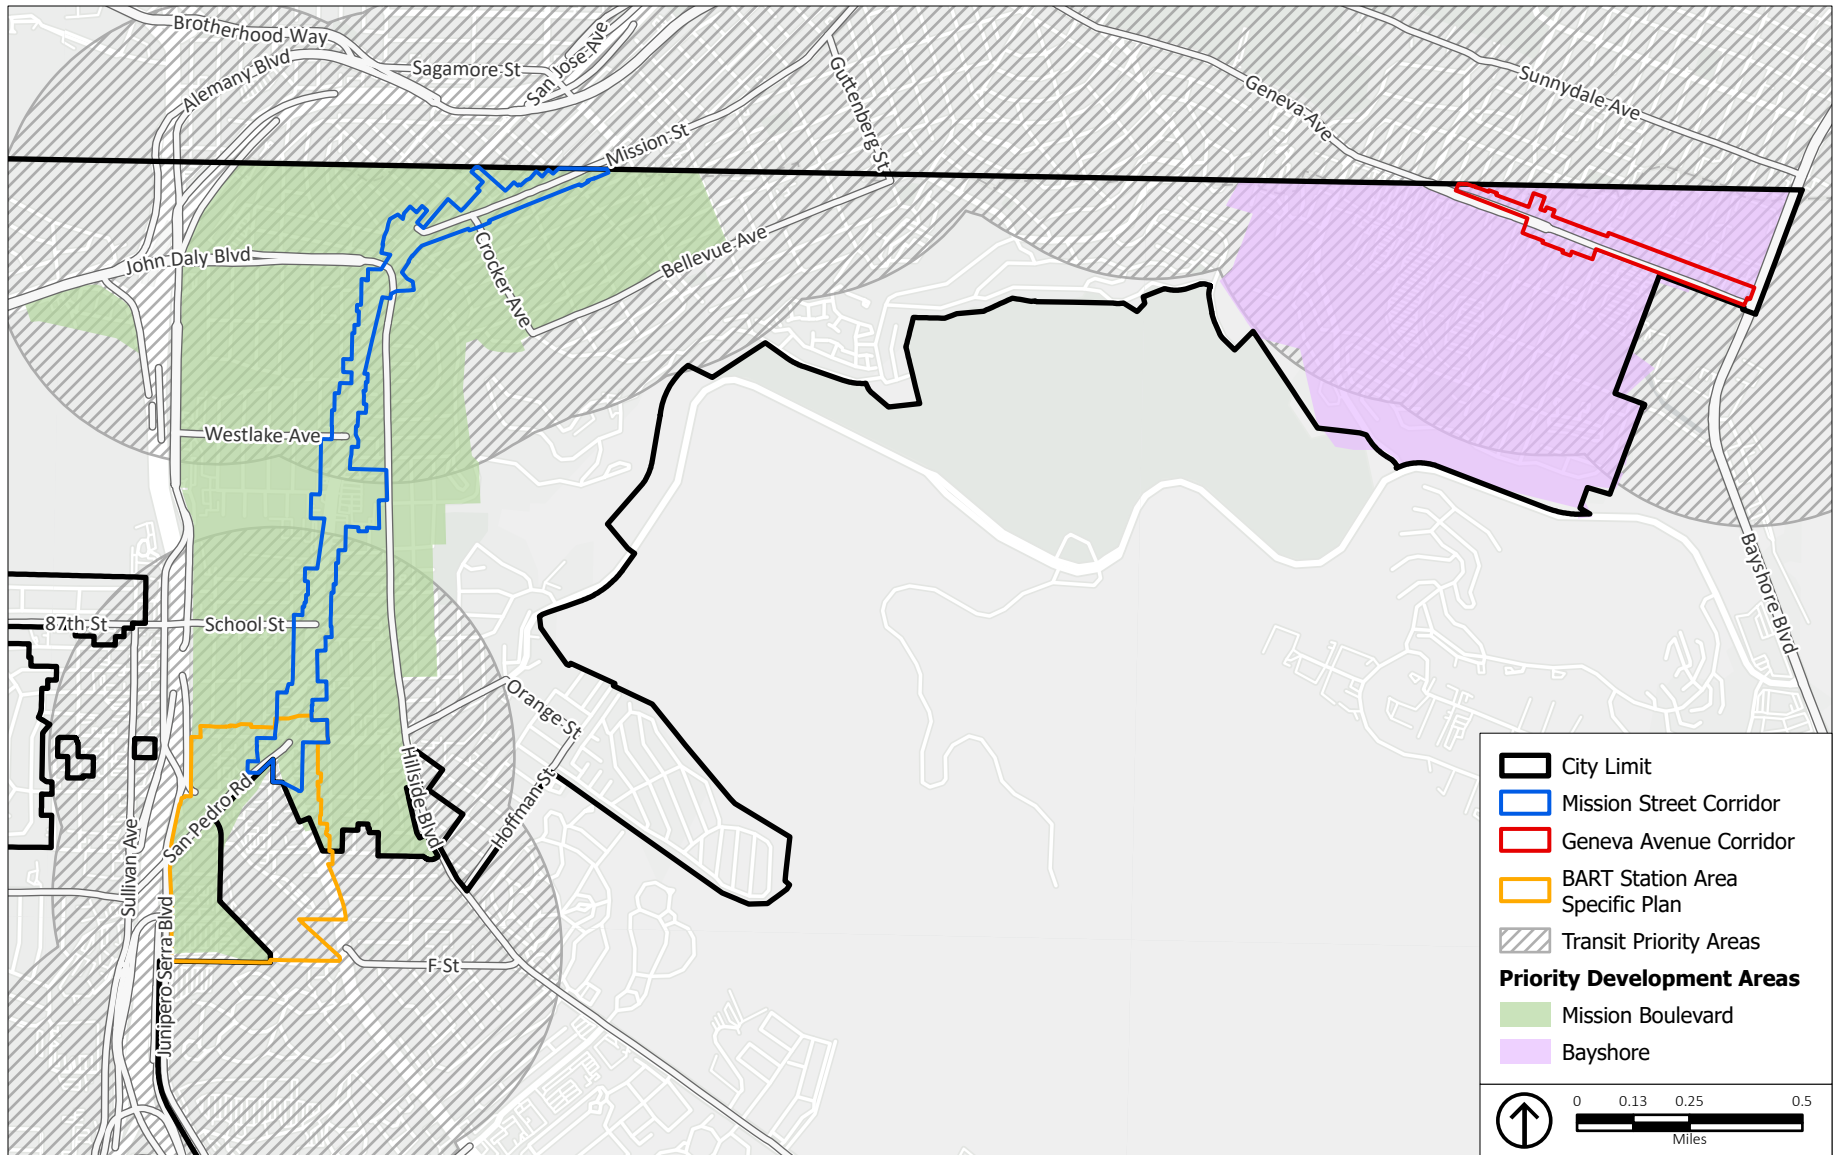 Brotherhood Way
Alemany Blvd
Sagamore St
San Jose Ave
Mission St
Guttenberg St
Geneva Ave
Sunnydale Ave
John Daly Blvd
Crocker Ave
Bellevue Ave
Westlake Ave
87th St
School St
Orange St
Hoffman St
Hillside Blvd
San Pedro Rd
Sullivan Ave
Junipero Serra Blvd
F St
Bayshore Blvd
City Limit
Mission Street Corridor
Geneva Avenue Corridor
BART Station Area
Specific Plan
Transit Priority Areas
Priority Development Areas
Mission Boulevard
Bayshore
0 0.13 0.25 0.5
Miles